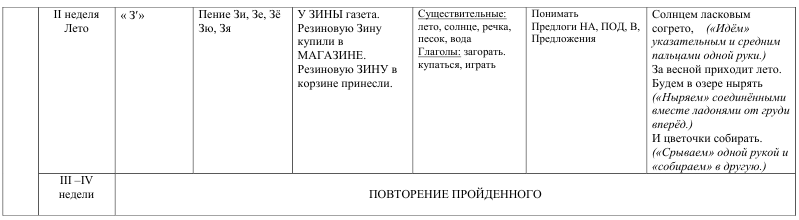 II неделя
Лето
« З′»
Пение Зи, Зе, Зё
Зю, Зя
У ЗИНЫ газета.
Резиновую Зину
купили в
МАГАЗИНЕ.
Резиновую ЗИНУ в
корзине принесли.
Существительные:
лето, солнце, речка,
песок, вода
Глаголы: загорать.
купаться, играть
Понимать
Предлоги НА, ПОД, В,
Предложения
Солнцем ласковым
согрето, («Идём»
указательным и средним
пальцами одной руки.)
За весной приходит лето.
Будем в озере нырять
(«Ныряем» соединёнными
вместе ладонями от груди
вперёд.)
И цветочки собирать.
(«Срываем» одной рукой и
«собираем» в другую.)
III –IV
недели
ПОВТОРЕНИЕ ПРОЙДЕННОГО